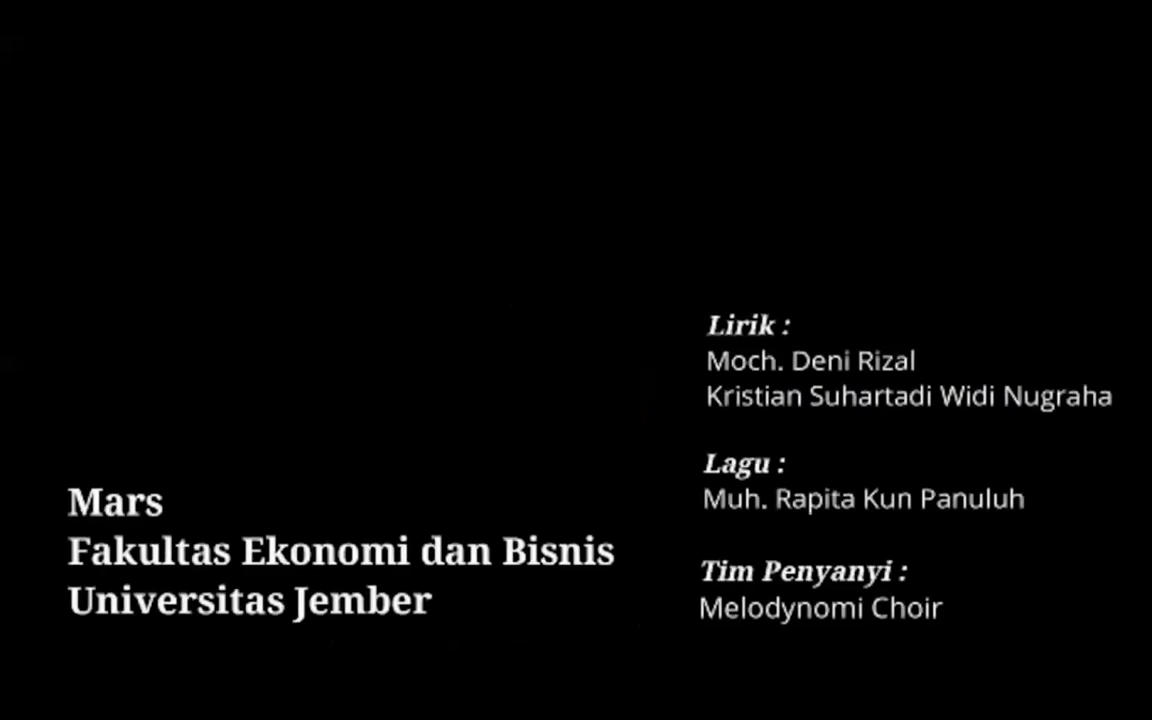 Mars
Fakultas Ekonomi dan Bisnis
Universitas Jember
Lirik :
Moch. Deni Rizal
Kristian Suhartadi Widi Nugraha
Lagu :
Muh. Rapita Kun Panuluh
Tim Penyanyi :
Melodynomi Choir